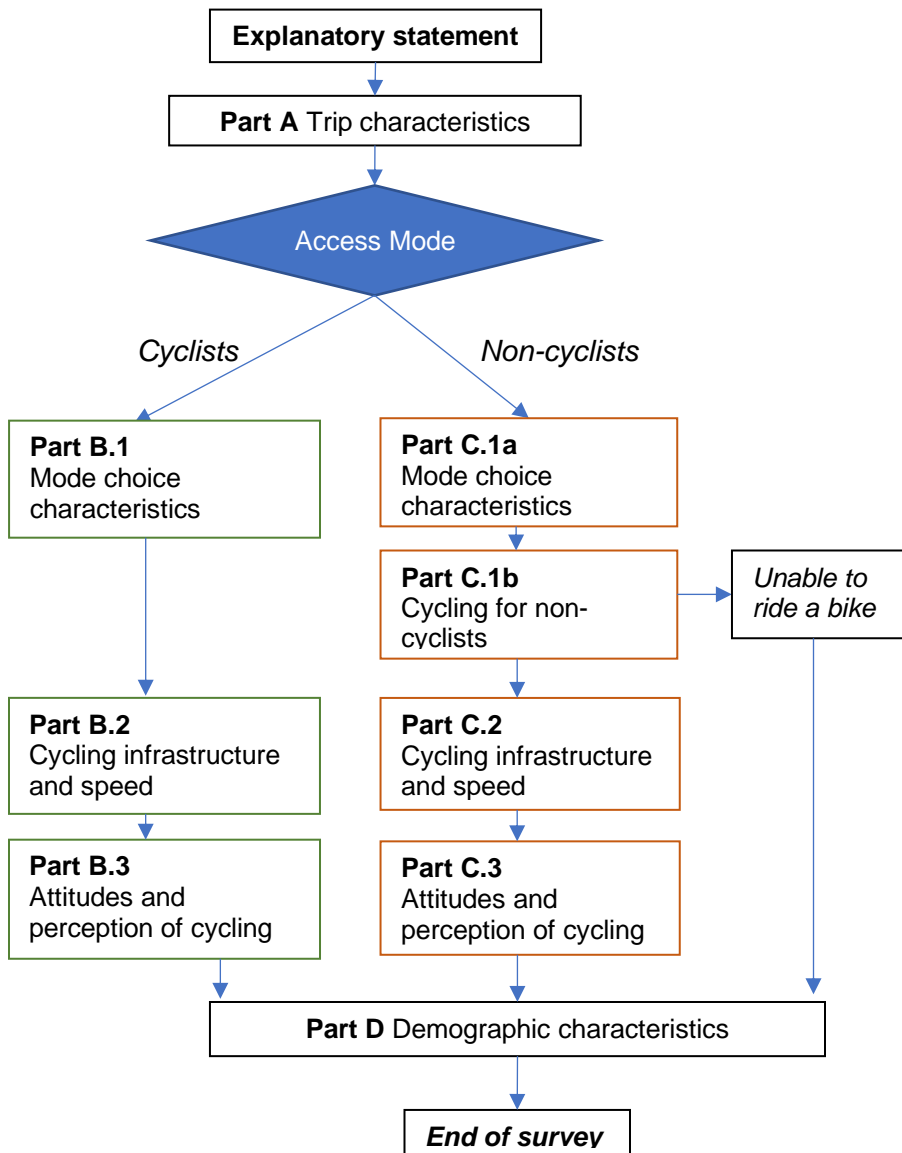 Explanatory statement
Part A Trip characteristics
Access Mode
Cyclists
Non-cyclists
Part B.1
Mode choice
characteristics
Part C.1a
Mode choice
characteristics
Part C.1b
Cycling for non-
cyclists
Unable to
ride a bike
Part B.2
Cycling infrastructure
and speed
Part C.2
Cycling infrastructure
and speed
Part B.3
Attitudes and
perception of cycling
Part C.3
Attitudes and
perception of cycling
Part D Demographic characteristics
End of survey